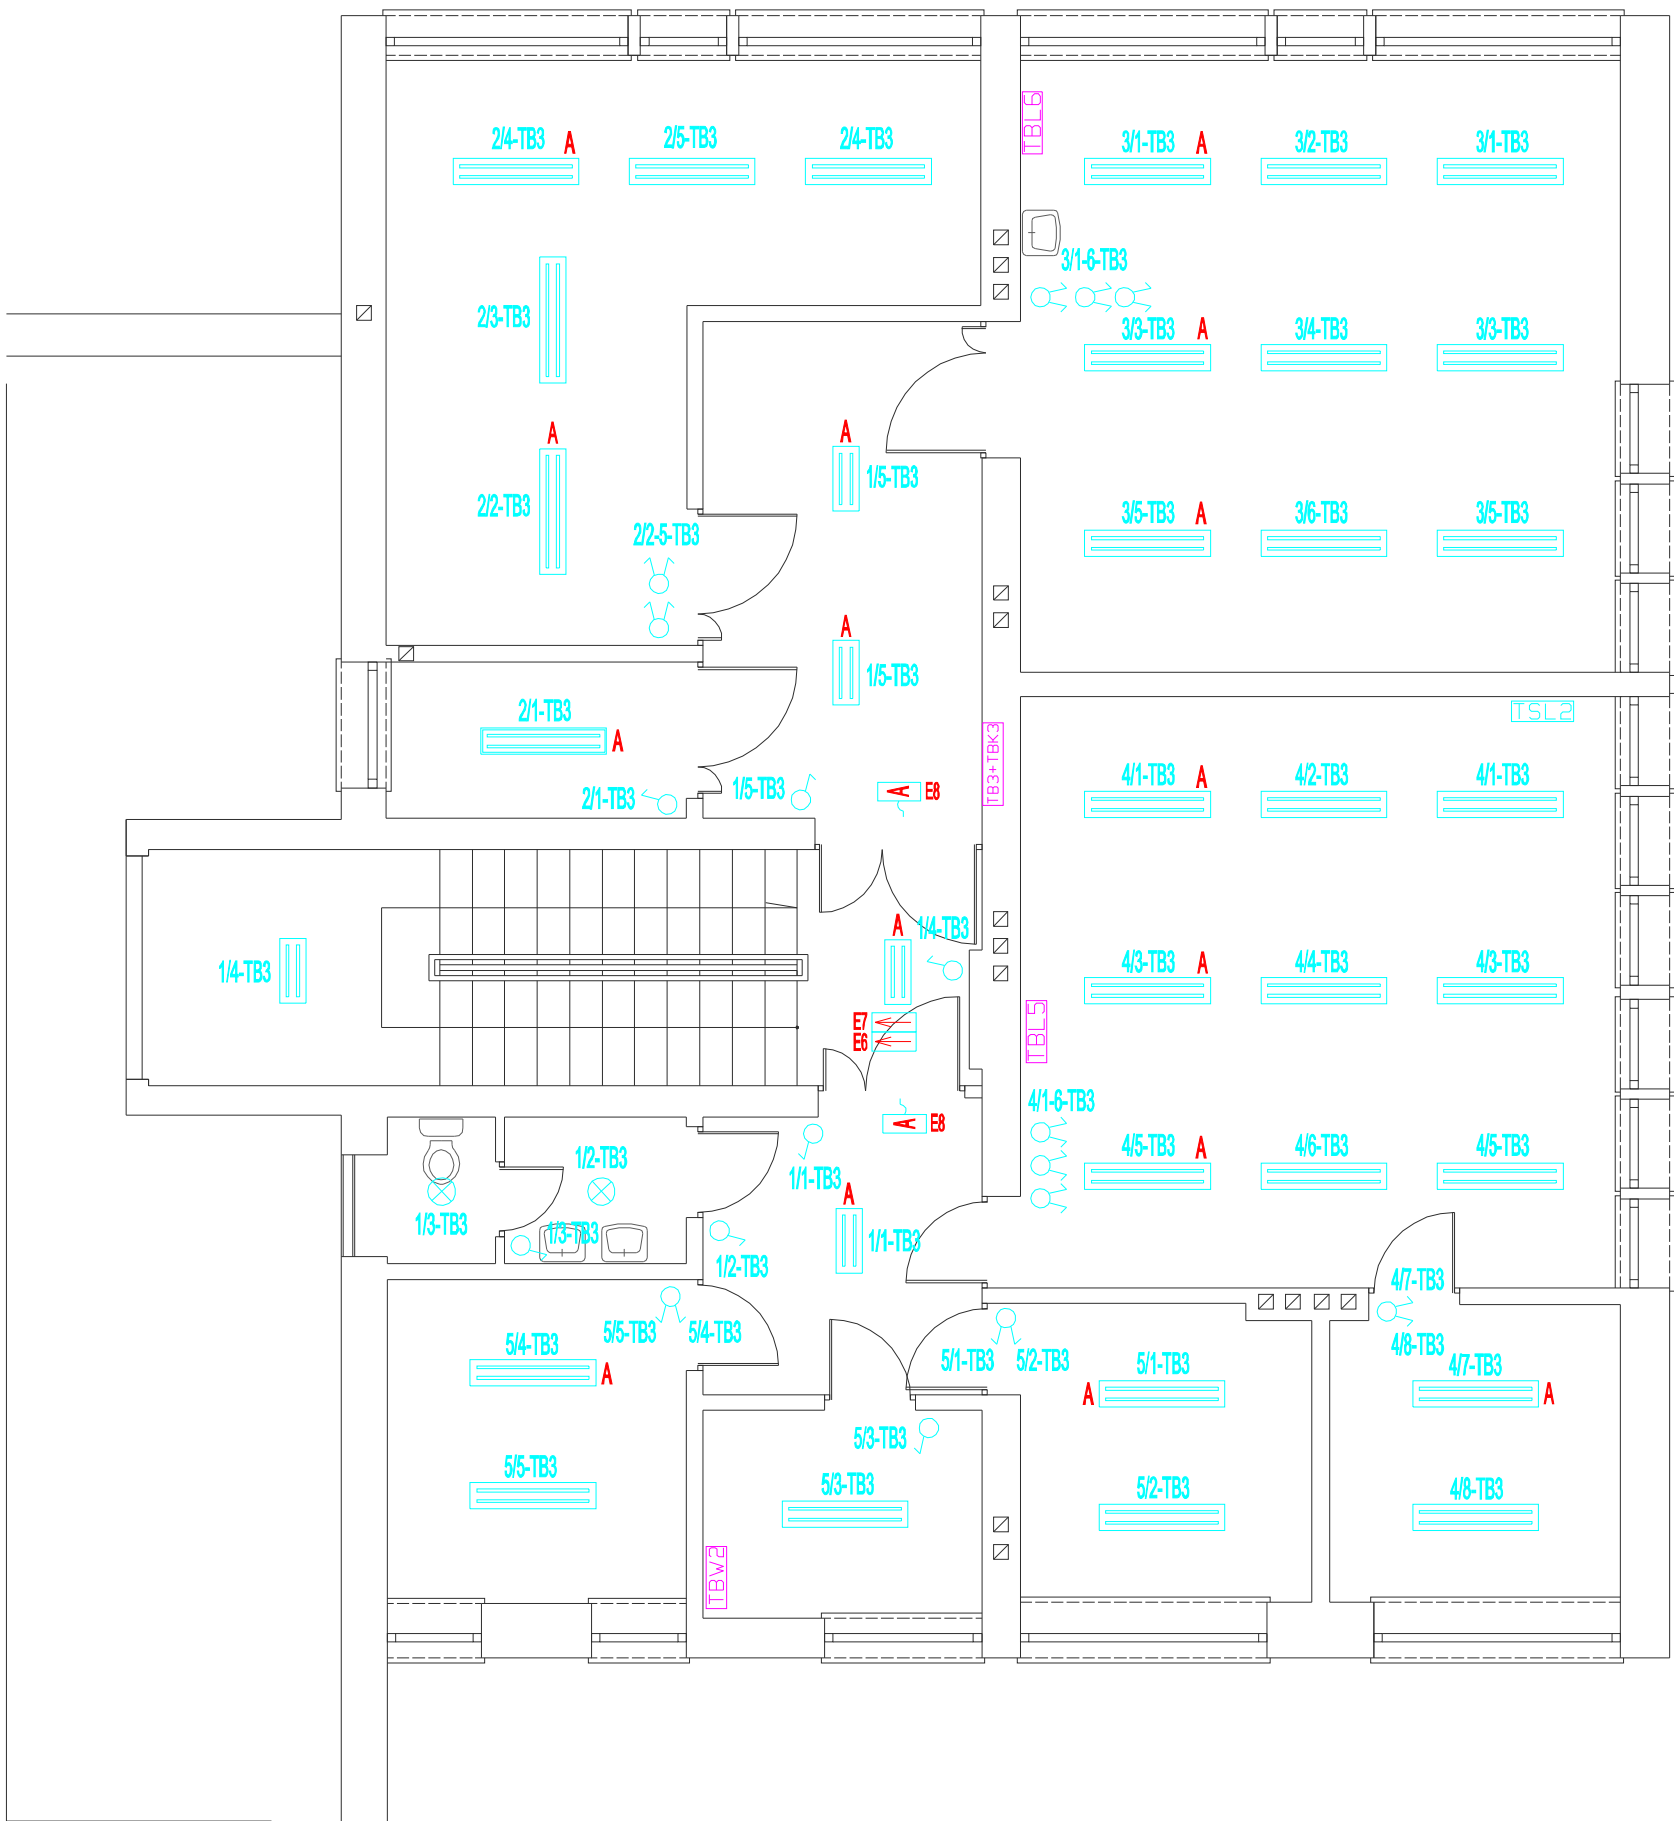 2/4-TB3 A
2/5-TB3
2/4-TB3
TBL6
3/1-TB3 A
3/2-TB3
3/1-TB3
3/1-6-TB3
2/3-TB3
3/3-TB3 A
3/4-TB3
3/3-TB3
A
2/2-TB3
A
1/5-TB3
2/2-5-TB3
3/5-TB3 A
3/6-TB3
3/5-TB3
A
1/5-TB3
2/1-TB3
A
2/1-TB3
1/5-TB3
A E8
TB3+TBK3
TSL2
4/1-TB3 A
4/2-TB3
4/1-TB3
1/4-TB3
A
1/4-TB3
E7
E6
4/3-TB3 A
4/4-TB3
4/3-TB3
TBL5
4/1-6-TB3
A E8
1/1-TB3
4/5-TB3 A
4/6-TB3
4/5-TB3
1/2-TB3
1/3-TB3
1/3-TB3
A
1/1-TB3
1/2-TB3
4/7-TB3
4/8-TB3
5/5-TB3
5/4-TB3
5/4-TB3
A
5/1-TB3
5/2-TB3
5/1-TB3
A
4/7-TB3
A
5/3-TB3
5/5-TB3
5/3-TB3
5/2-TB3
4/8-TB3
TBW2